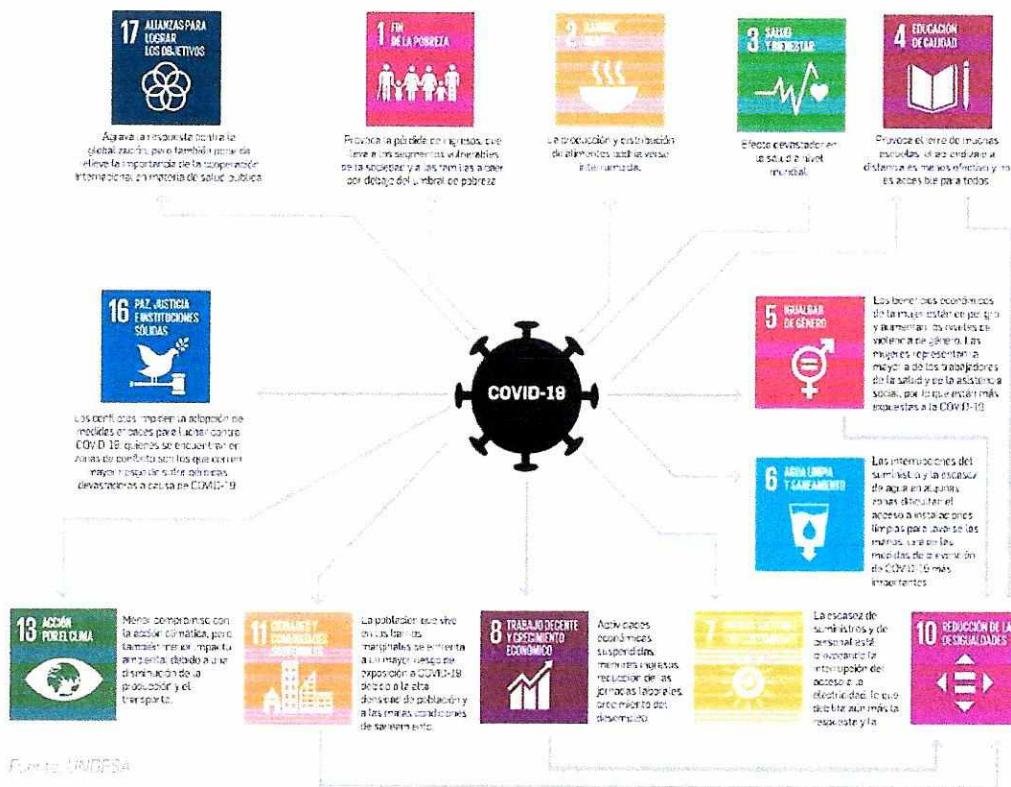 17 ALIANZAS PARA
LOGRAR
LOS OBJETIVOS
Agrava la respuesta contra la
globalización, pero también pone de
relieve la importancia de la cooperación
internacional en materia de salud pública
1 FIN
DE LA POBREZA
Provoca la pérdida de ingresos, que
lleva a los segmentos vulnerables
de la sociedad y a las familias a caer
por debajo del umbral de pobreza
2
La producción y distribución
de alimentos podría verse
interrumpida.
3 SALUD
Y BIENESTAR
Efecto devastador en
la salud a nivel
mundial.
4 EDUCACIÓN
DE CALIDAD
Provoca el cierre de muchas
escuelas; el aprendizaje a
distancia es menos efectivo y no
es accesible para todos
16 PAZ, JUSTICIA
E INSTITUCIONES
SÓLIDAS
Los conflictos impiden la adopción de
medidas eficaces para luchar contra
COVID-19; quienes se encuentran en
zonas de conflicto son los que corren
mayor riesgo de sufrir pérdidas
devastadoras a causa de COVID-19
COVID-19
5 IGUALDAD
DE GÉNERO
Los beneficios económicos
de la mujer están en peligro
y aumentan los niveles de
violencia de género. Las
mujeres representan la
mayoría de los trabajadores
de la salud y de la asistencia
social, por lo que están más
expuestas a la COVID-19
6 AGUA LIMPIA
Y SANEAMIENTO
Las interrupciones del
suministro y la escasez
de agua en algunas
zonas dificultan el
acceso a instalaciones
limpias para lavarse las
manos, una de las
medidas de prevención
de COVID-19 más
importantes
13 ACCIÓN
POR EL CLIMA
Menor compromiso con
la acción climática, pero
también menor impacto
ambiental debido a una
disminución de la
producción y el
transporte.
11 CIUDADES Y
COMUNIDADES
La población que vive
en los barrios
marginales se enfrenta
a un mayor riesgo de
exposición a COVID-19
debido a la alta
densidad de población y
a las malas condiciones
de saneamiento.
8 TRABAJO DECENTE
Y CRECIMIENTO
ECONÓMICO
Actividades
económicas
suspendidas,
menores ingresos,
reducción de las
jornadas laborales,
crecimiento del
desempleo
7
La escasez de
suministros y de
personal está
provocando la
interrupción del
acceso a la
electricidad, lo que
debilita aún más la
respuesta y la
10 REDUCCIÓN DE LA
DESIGUALDADES
Fuente: UNDESA